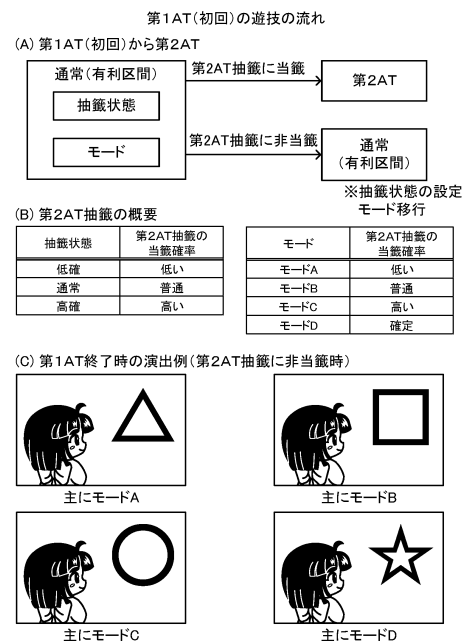 第1AT(初回)の遊技の流れ
(A) 第1AT(初回)から第2AT
通常(有利区間)
抽籤状態
モード
第2AT抽籤に当籤
第2AT
第2AT抽籤に非当籤
通常
(有利区間)
※抽籤状態の設定
モード移行
(B) 第2AT抽籤の概要
抽籤状態 第2AT抽籤の
当籤確率
低確 低い
通常 普通
高確 高い
モード 第2AT抽籤の
当籤確率
モードA 低い
モードB 普通
モードC 高い
モードD 確定
(C) 第1AT終了時の演出例(第2AT抽籤に非当籤時)
主にモードA
主にモードB
主にモードC
主にモードD